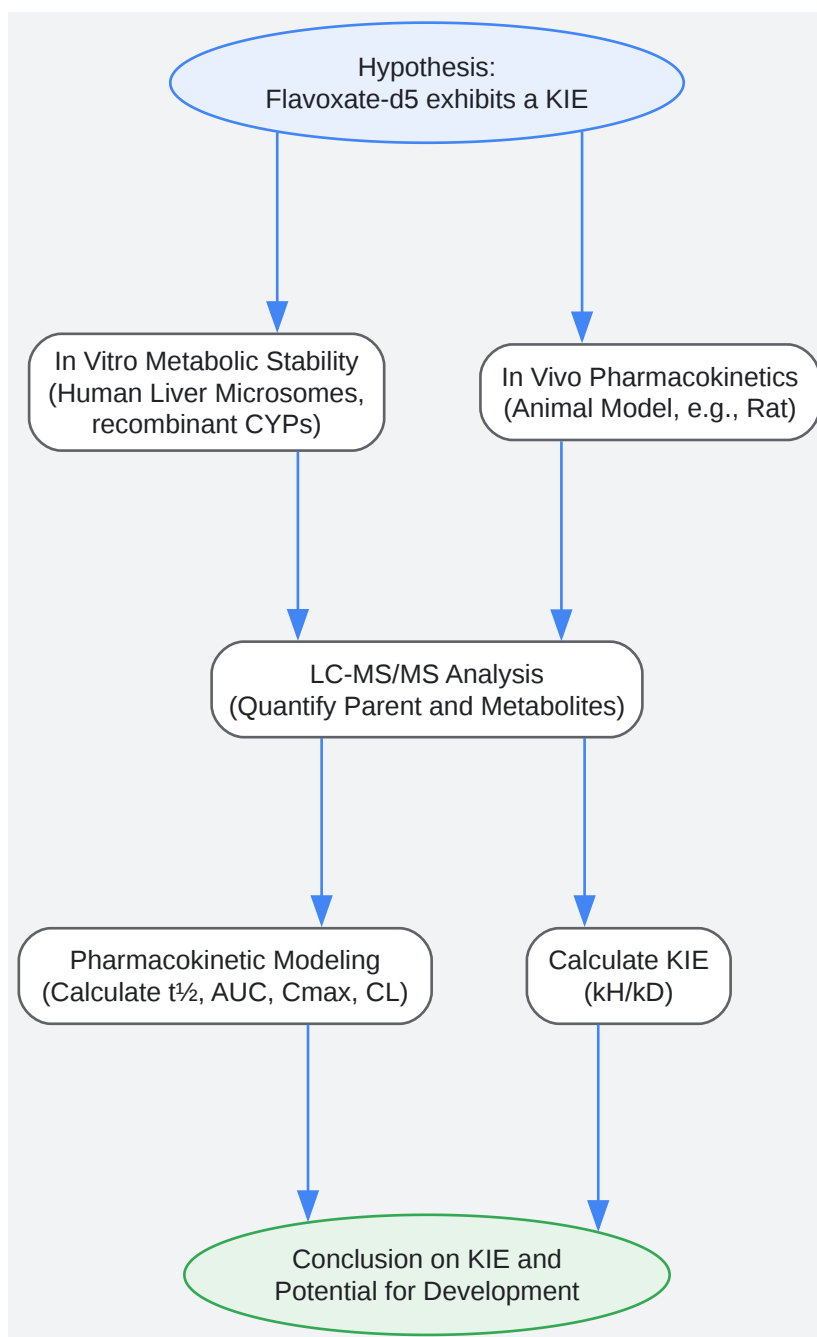 Hypothesis:
Flavoxate-d5 exhibits a KIE
In Vitro Metabolic Stability
(Human Liver Microsomes,
recombinant CYPs)
In Vivo Pharmacokinetics
(Animal Model, e.g., Rat)
LC-MS/MS Analysis
(Quantify Parent and Metabolites)
Pharmacokinetic Modeling
(Calculate t½, AUC, Cmax, CL)
Calculate KIE
(kH/kD)
Conclusion on KIE and
Potential for Development